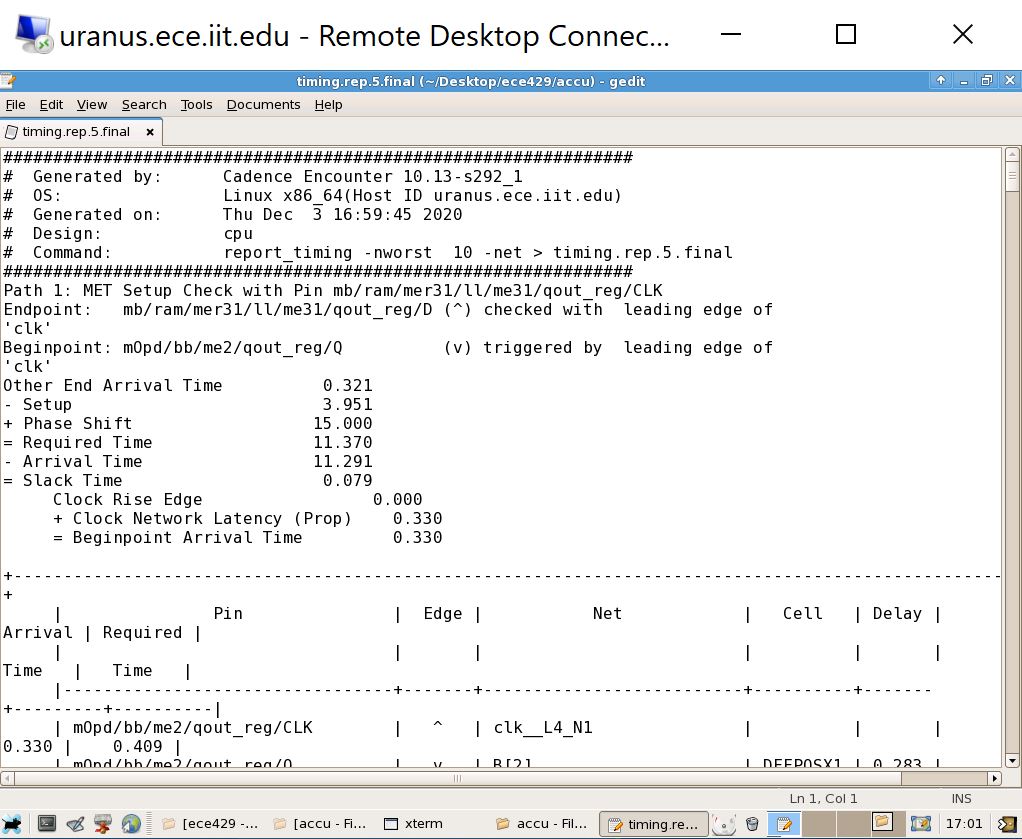 uranus.ece.iit.edu - Remote Desktop Connec...
timing.rep.5.final (~/Desktop/ece429/accu) - gedit
File Edit View Search Tools Documents Help
timing.rep.5.final
###############################################################
#  Generated by:      Cadence Encounter 10.13-s292_1
#  OS:                Linux x86_64(Host ID uranus.ece.iit.edu)
#  Generated on:      Thu Dec  3 16:59:45 2020
#  Design:            cpu
#  Command:           report_timing -nworst  10 -net > timing.rep.5.final
###############################################################
Path 1: MET Setup Check with Pin mb/ram/mer31/ll/me31/qout_reg/CLK
Endpoint:   mb/ram/mer31/ll/me31/qout_reg/D (^) checked with  leading edge of
'clk'
Beginpoint: mOpd/bb/me2/qout_reg/Q          (v) triggered by  leading edge of
'clk'
Other End Arrival Time          0.321
- Setup                         3.951
+ Phase Shift                  15.000
= Required Time                11.370
- Arrival Time                 11.291
= Slack Time                    0.079
     Clock Rise Edge                 0.000
     + Clock Network Latency (Prop)    0.330
     = Beginpoint Arrival Time         0.330
+---------------------------------------------------------------------------------------------------
+
     |               Pin               |  Edge |           Net            |   Cell   | Delay |
Arrival | Required |
     |                                 |       |                          |          |       |
Time   |   Time   |
     |---------------------------------+-------+--------------------------+----------+-------
+---------+----------|
     | mOpd/bb/me2/qout_reg/CLK        |   ^   | clk__L4_N1               |          |       |
0.330 |    0.409 |
     | mOpd/bb/me2/qout_reg/Q          |   v   | B[2]                     | DFFPOSX1 | 0.283 |
Ln 1, Col 1 INS
[ece429 -... [accu - Fi... xterm accu - Fil... timing.re... 17:01